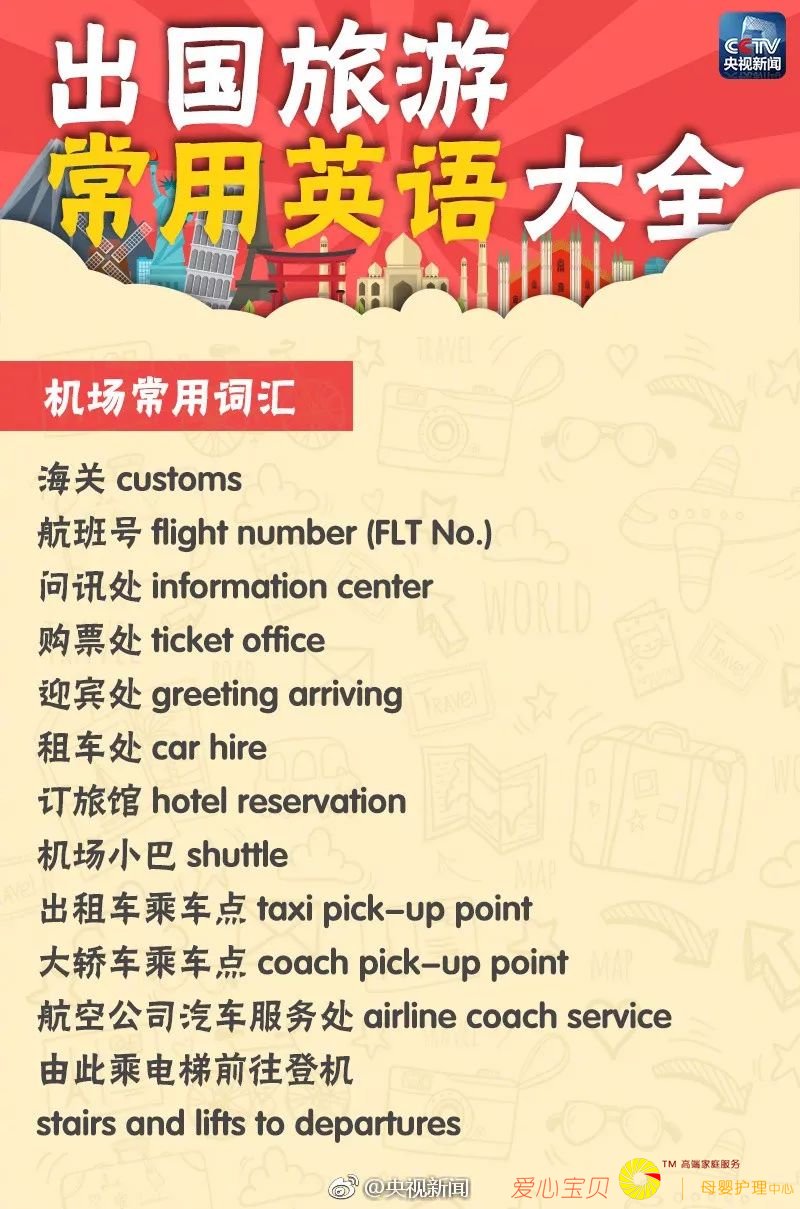 CCTV
央视新闻
出国旅游
常用英语大全
机场常用词汇
海关 customs
航班号 flight number (FLT No.)
问讯处 information center
购票处 ticket office
迎宾处 greeting arriving
租车处 car hire
订旅馆 hotel reservation
机场小巴 shuttle
出租车乘车点 taxi pick-up point
大轿车乘车点 coach pick-up point
航空公司汽车服务处 airline coach service
由此乘电梯前往登机
stairs and lifts to departures
TRAVEL
WORLD
Travel
MAP
MAP
@央视新闻
爱心宝贝
TM 高端家庭服务
母婴护理中心